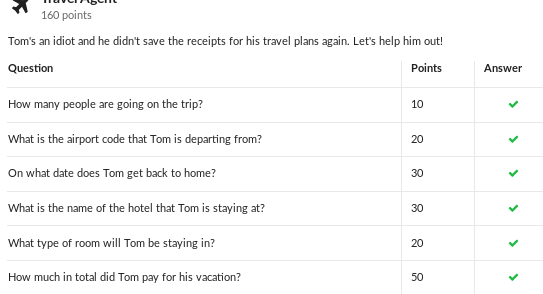 Travel Agent
160 points
Tom's an idiot and he didn't save the receipts for his travel plans again. Let's help him out!
Question Points Answer
How many people are going on the trip? 10
What is the airport code that Tom is departing from? 20
On what date does Tom get back to home? 30
What is the name of the hotel that Tom is staying at? 30
What type of room will Tom be staying in? 20
How much in total did Tom pay for his vacation? 50